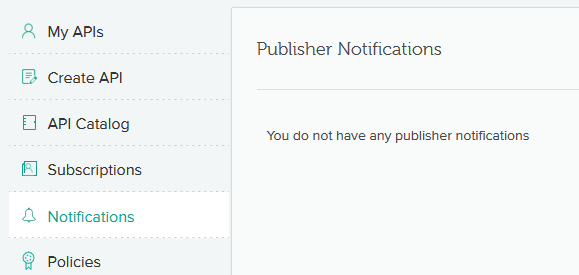 My APIs
Create API
API Catalog
Subscriptions
Notifications
Policies
Publisher Notifications
You do not have any publisher notifications